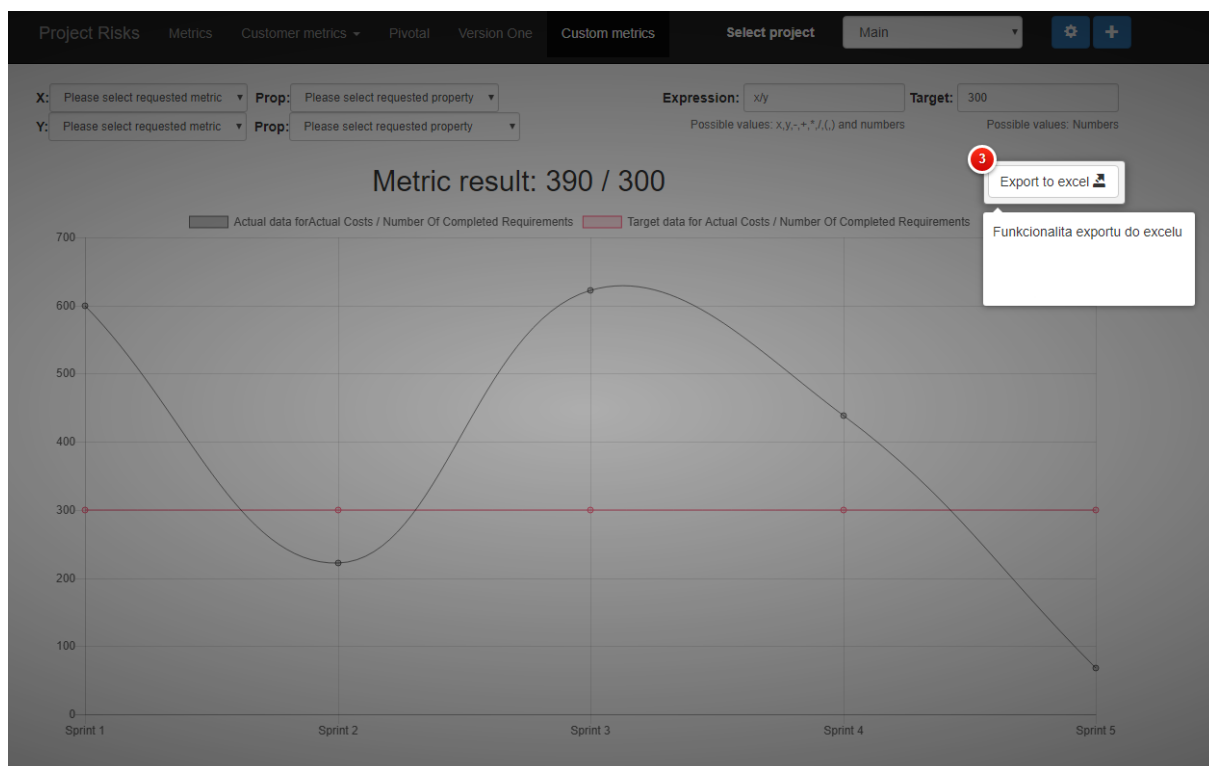 Project Risks Metrics Customer metrics Pivotal Version One Custom metrics Select project Main
X: Please select requested metric Prop: Please select requested property Expression: x/y Target: 300
Y: Please select requested metric Prop: Please select requested property Possible values: x,y,-,+,*,/,(,) and numbers Possible values: Numbers
3
Metric result: 390 / 300 Export to excel
Actual data forActual Costs / Number Of Completed Requirements Target data for Actual Costs / Number Of Completed Requirements
Funkcionalita exportu do excelu
700
600
500
400
300
200
100
0
Sprint 1 Sprint 2 Sprint 3 Sprint 4 Sprint 5